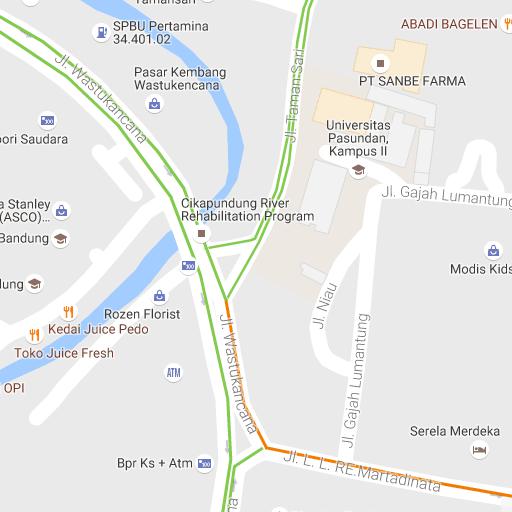 Tamansari
SPBU Pertamina
34.401.02
ABADI BAGELEN
Jl. Wastukancana
Pasar Kembang
Wastukencana
PT SANBE FARMA
Jl. Taman Sari
oori Saudara
Universitas
Pasundan,
Kampus II
Jl. Gajah Lumantung
a Stanley
(ASCO)...
Bandung
Cikapundung River
Rehabilitation Program
Modis Kids
dung
Rozen Florist
Jl. Niau
Kedai Juice Pedo
Toko Juice Fresh
Jl. Wastukancana
Jl. Gajah Lumantung
ATM
OPI
Serela Merdeka
Bpr Ks + Atm
Jl. L. L. RE.Martadinata